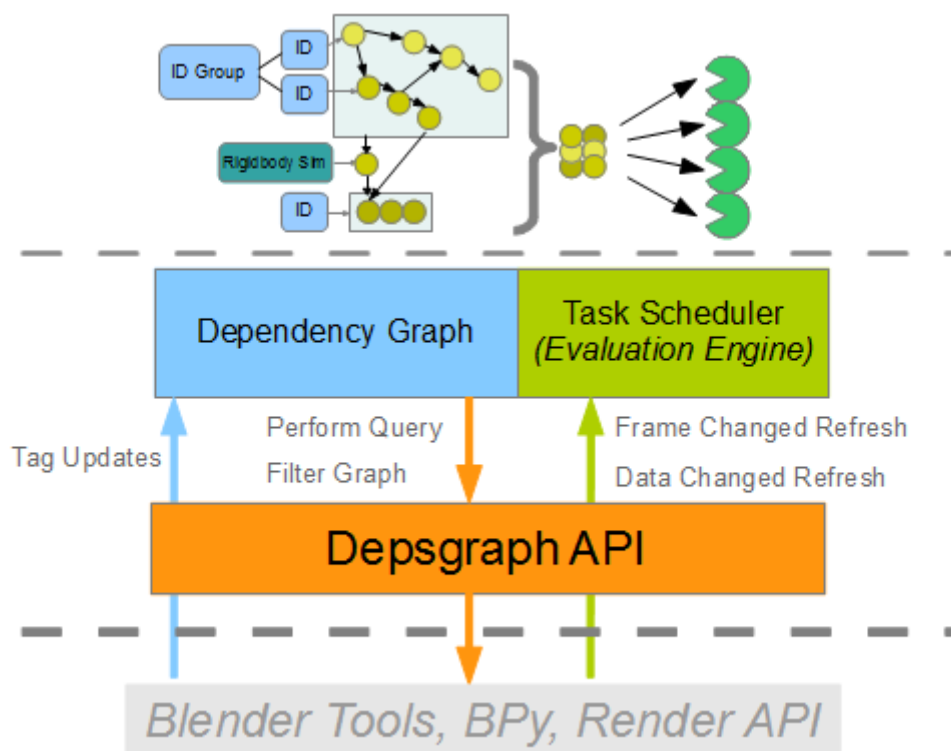 ID
ID Group
ID
Rigidbody Sim
ID
Dependency Graph
Task Scheduler
(Evaluation Engine)
Tag Updates
Perform Query
Filter Graph
Frame Changed Refresh
Data Changed Refresh
Depsgraph API
Blender Tools, BPy, Render API